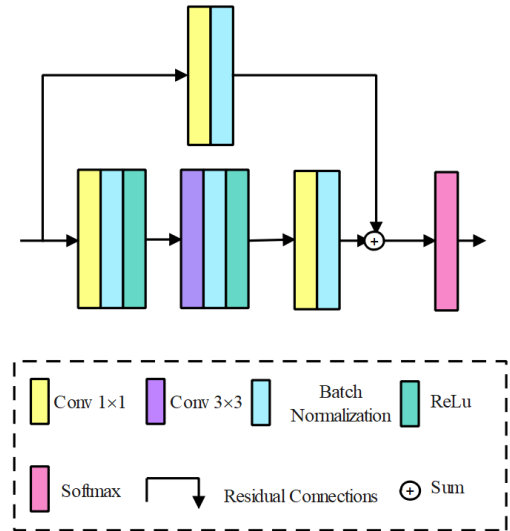 Conv 1×1
Conv 3×3
Batch
Normalization
ReLu
Softmax
Residual Connections
Sum